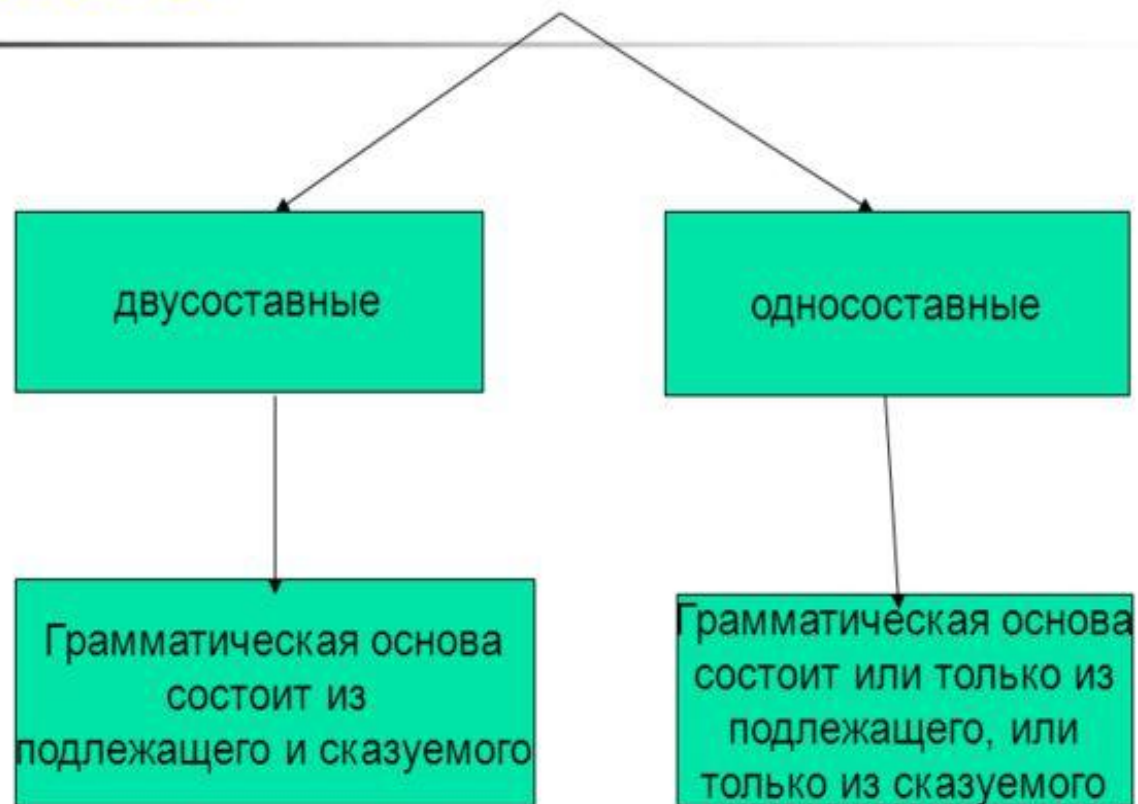 двусоставные
односоставные
Грамматическая основа
состоит из
подлежащего и сказуемого
Грамматическая основа
состоит или только из
подлежащего, или
только из сказуемого